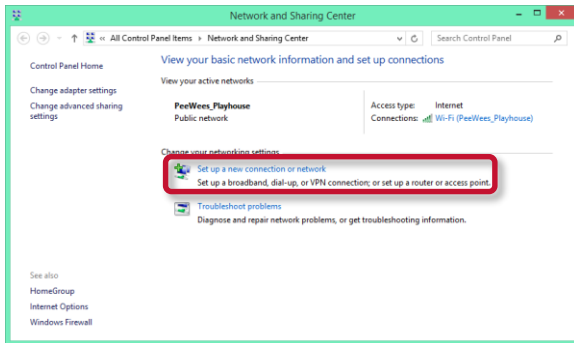 Network and Sharing Center
« All Control Panel Items Network and Sharing Center
Search Control Panel
Control Panel Home
Change adapter settings
Change advanced sharing
settings
View your basic network information and set up connections
View your active networks
PeeWees_Playhouse
Public network
Access type: Internet
Connections: Wi-Fi (PeeWees_Playhouse)
Change your networking settings
Set up a new connection or network
Set up a broadband, dial-up, or VPN connection; or set up a router or access point.
Troubleshoot problems
Diagnose and repair network problems, or get troubleshooting information.
See also
HomeGroup
Internet Options
Windows Firewall